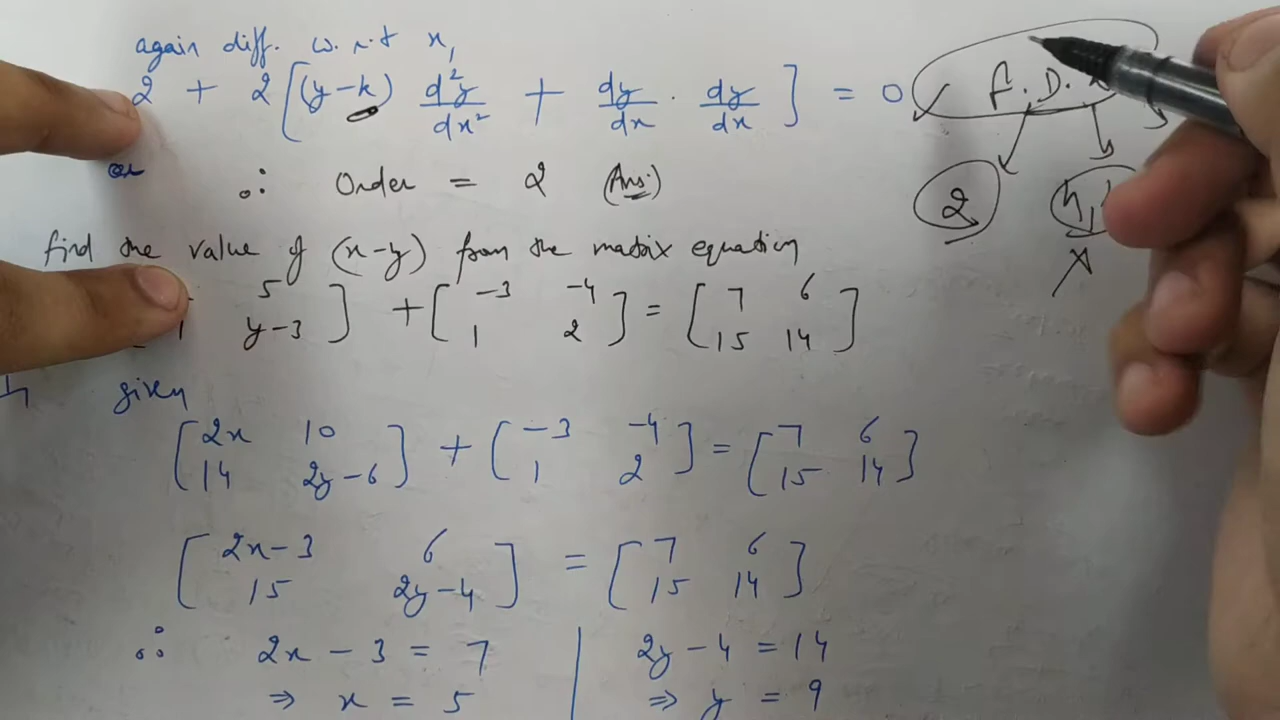 again diff. w.r.t x,
2 + 2[(y-k) d²y/dx² + dy/dx · dy/dx] = 0
f.D.
∴ Order = 2 (Ans:)
2
find the value of (x-y) from the matrix equation
5 ] + [ -3 -4 ] = [ 7 6 ]
y-3 ] [ 1 2 ] [ 15 14 ]
given
[ 2x 10 ] + [ -3 -4 ] = [ 7 6 ]
[ 14 2y-6 ] [ 1 2 ] [ 15 14 ]
[ 2x-3 6 ] = [ 7 6 ]
[ 15 2y-4 ] [ 15 14 ]
∴ 2x - 3 = 7 | 2y - 4 = 14
⇒ x = 5 | ⇒ y = 9